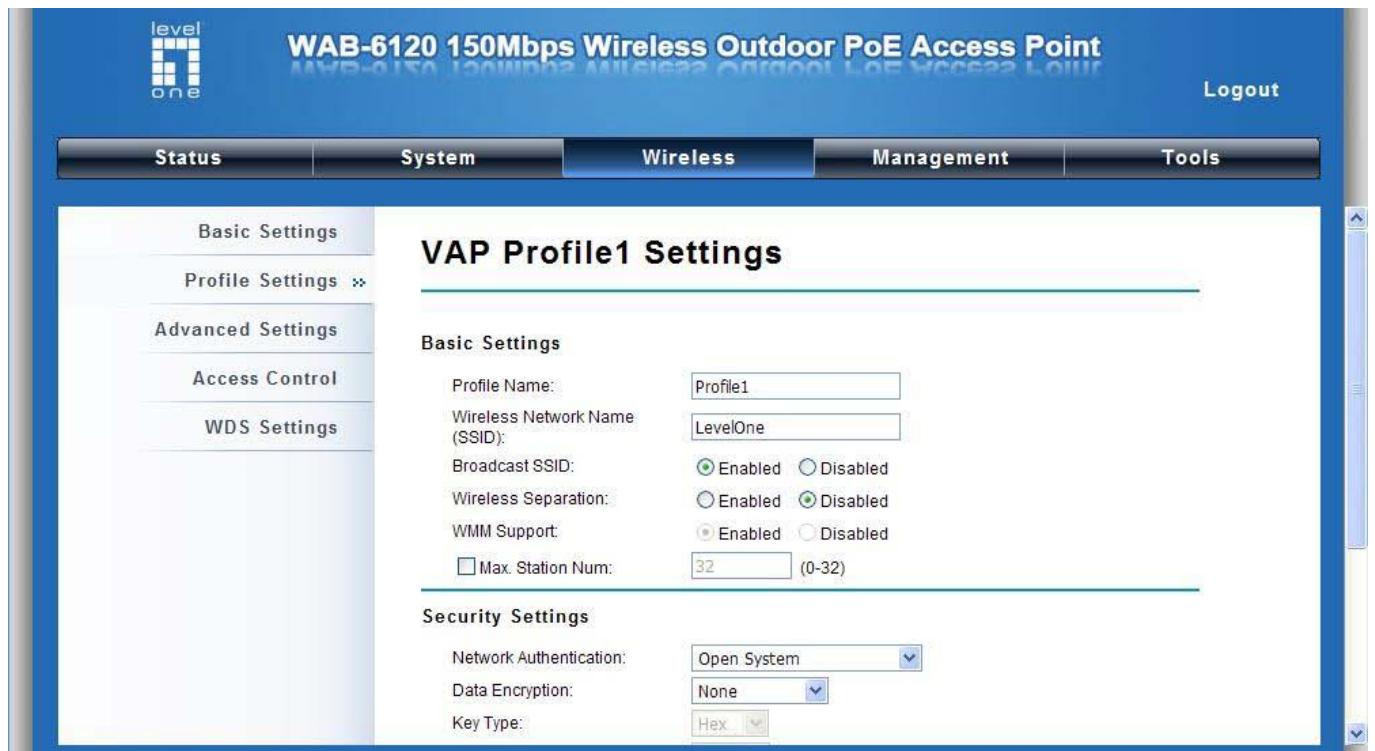 level
one
WAB-6120 150Mbps Wireless Outdoor PoE Access Point
Logout
Status System Wireless Management Tools
Basic Settings
Profile Settings »
Advanced Settings
Access Control
WDS Settings
VAP Profile1 Settings
Basic Settings
Profile Name: Profile1
Wireless Network Name
(SSID): LevelOne
Broadcast SSID: Enabled Disabled
Wireless Separation: Enabled Disabled
WMM Support: Enabled Disabled
Max. Station Num: 32 (0-32)
Security Settings
Network Authentication: Open System
Data Encryption: None
Key Type: Hex